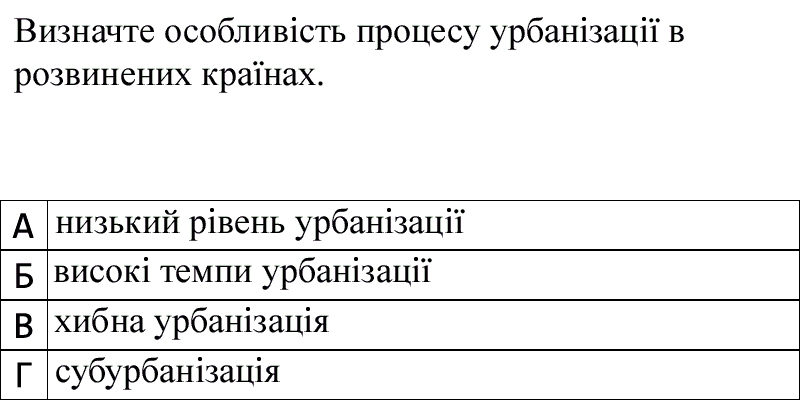 Визначте особливість процесу урбанізації в
розвинених країнах.
А низький рівень урбанізації
Б високі темпи урбанізації
В хибна урбанізація
Г субурбанізація